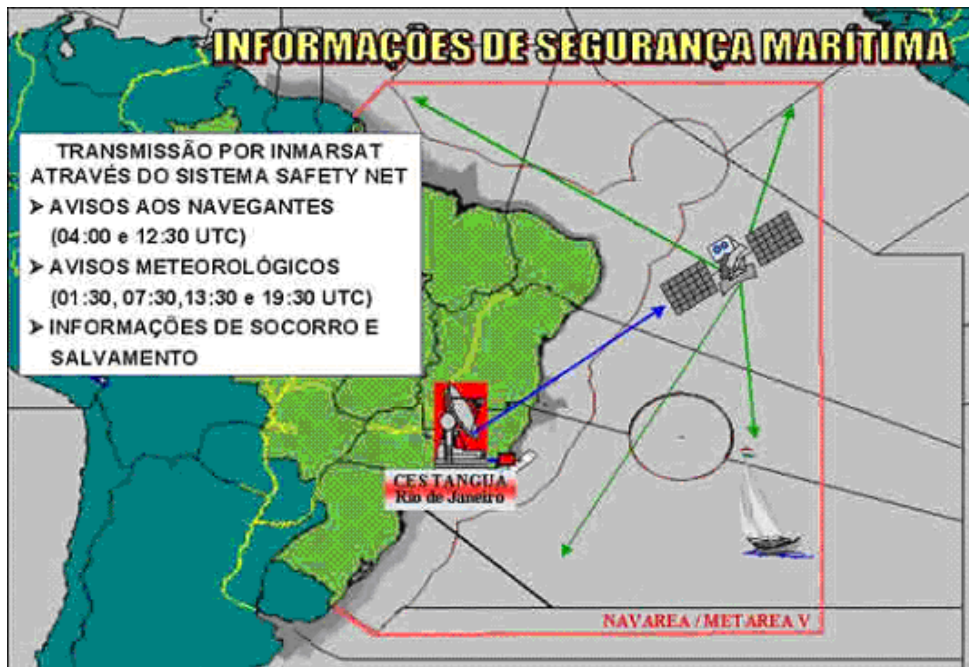 INFORMAÇÕES DE SEGURANÇA MARÍTIMA
TRANSMISSÃO POR INMARSAT
ATRAVÉS DO SISTEMA SAFETY NET
➤ AVISOS AOS NAVEGANTES
(04:00 e 12:30 UTC)
➤ AVISOS METEOROLÓGICOS
(01:30, 07:30,13:30 e 19:30 UTC)
➤ INFORMAÇÕES DE SOCORRO E
SALVAMENTO
CESTANGUA
Rio de Janeiro
NAVAREA / METAREA V